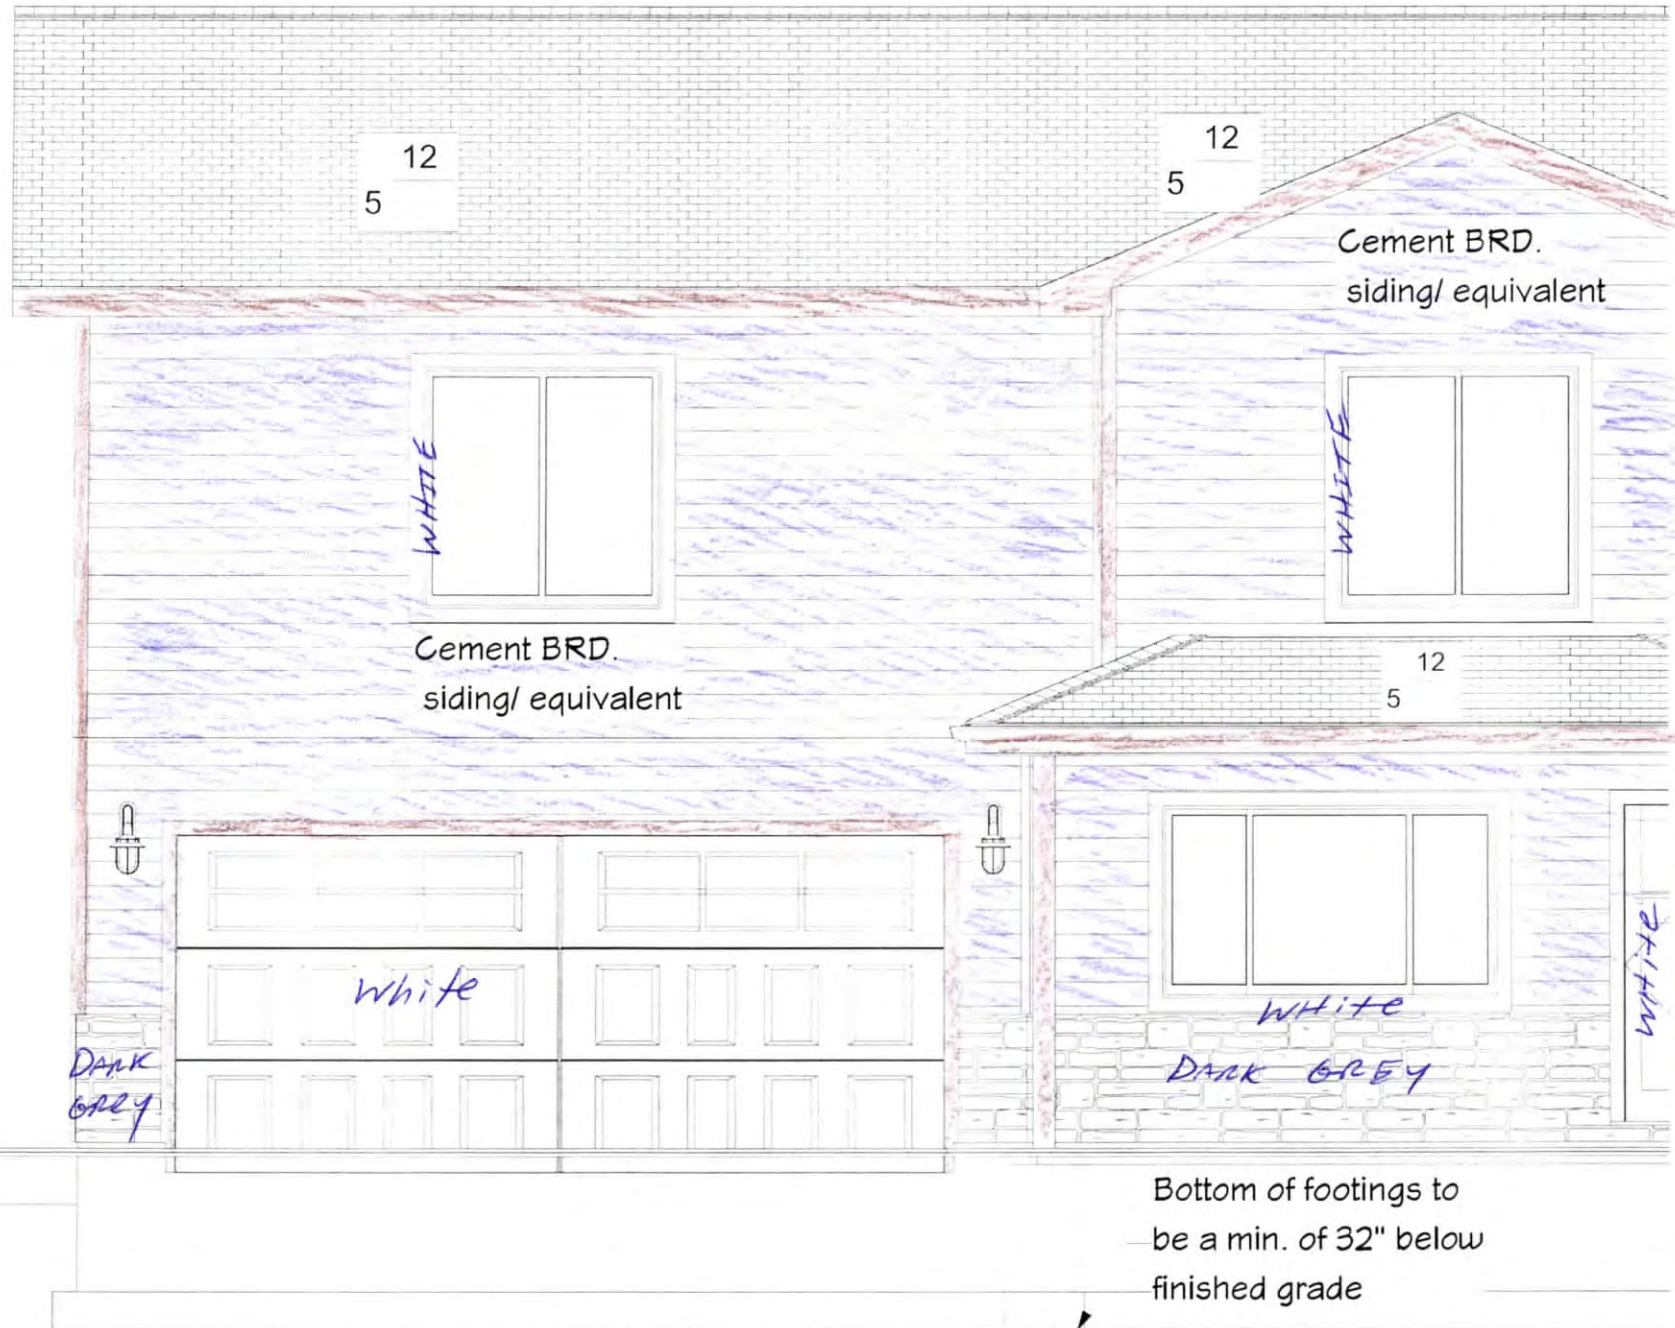 12
5
12
5
Cement BRD.
siding/ equivalent
WHITE
WHITE
Cement BRD.
siding/ equivalent
12
5
White
WHite
WHite
DARK
GREY
DARK GREY
Bottom of footings to
be a min. of 32" below
finished grade